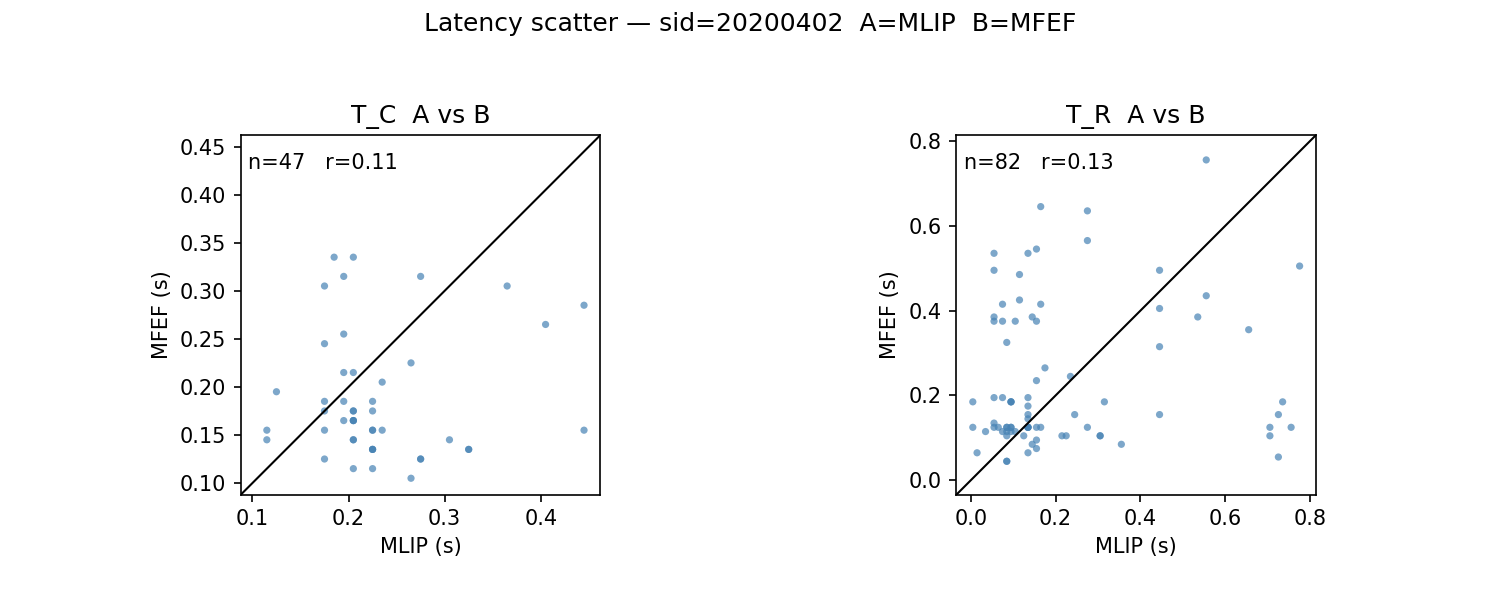 Latency scatter — sid=20200402  A=MLIP  B=MFEF
T_C  A vs B
n=47   r=0.11
0.45
0.40
0.35
0.30
0.25
0.20
0.15
0.10
MFEF (s)
0.1
0.2
0.3
0.4
MLIP (s)
T_R  A vs B
n=82   r=0.13
0.8
0.6
0.4
0.2
0.0
MFEF (s)
0.0
0.2
0.4
0.6
0.8
MLIP (s)